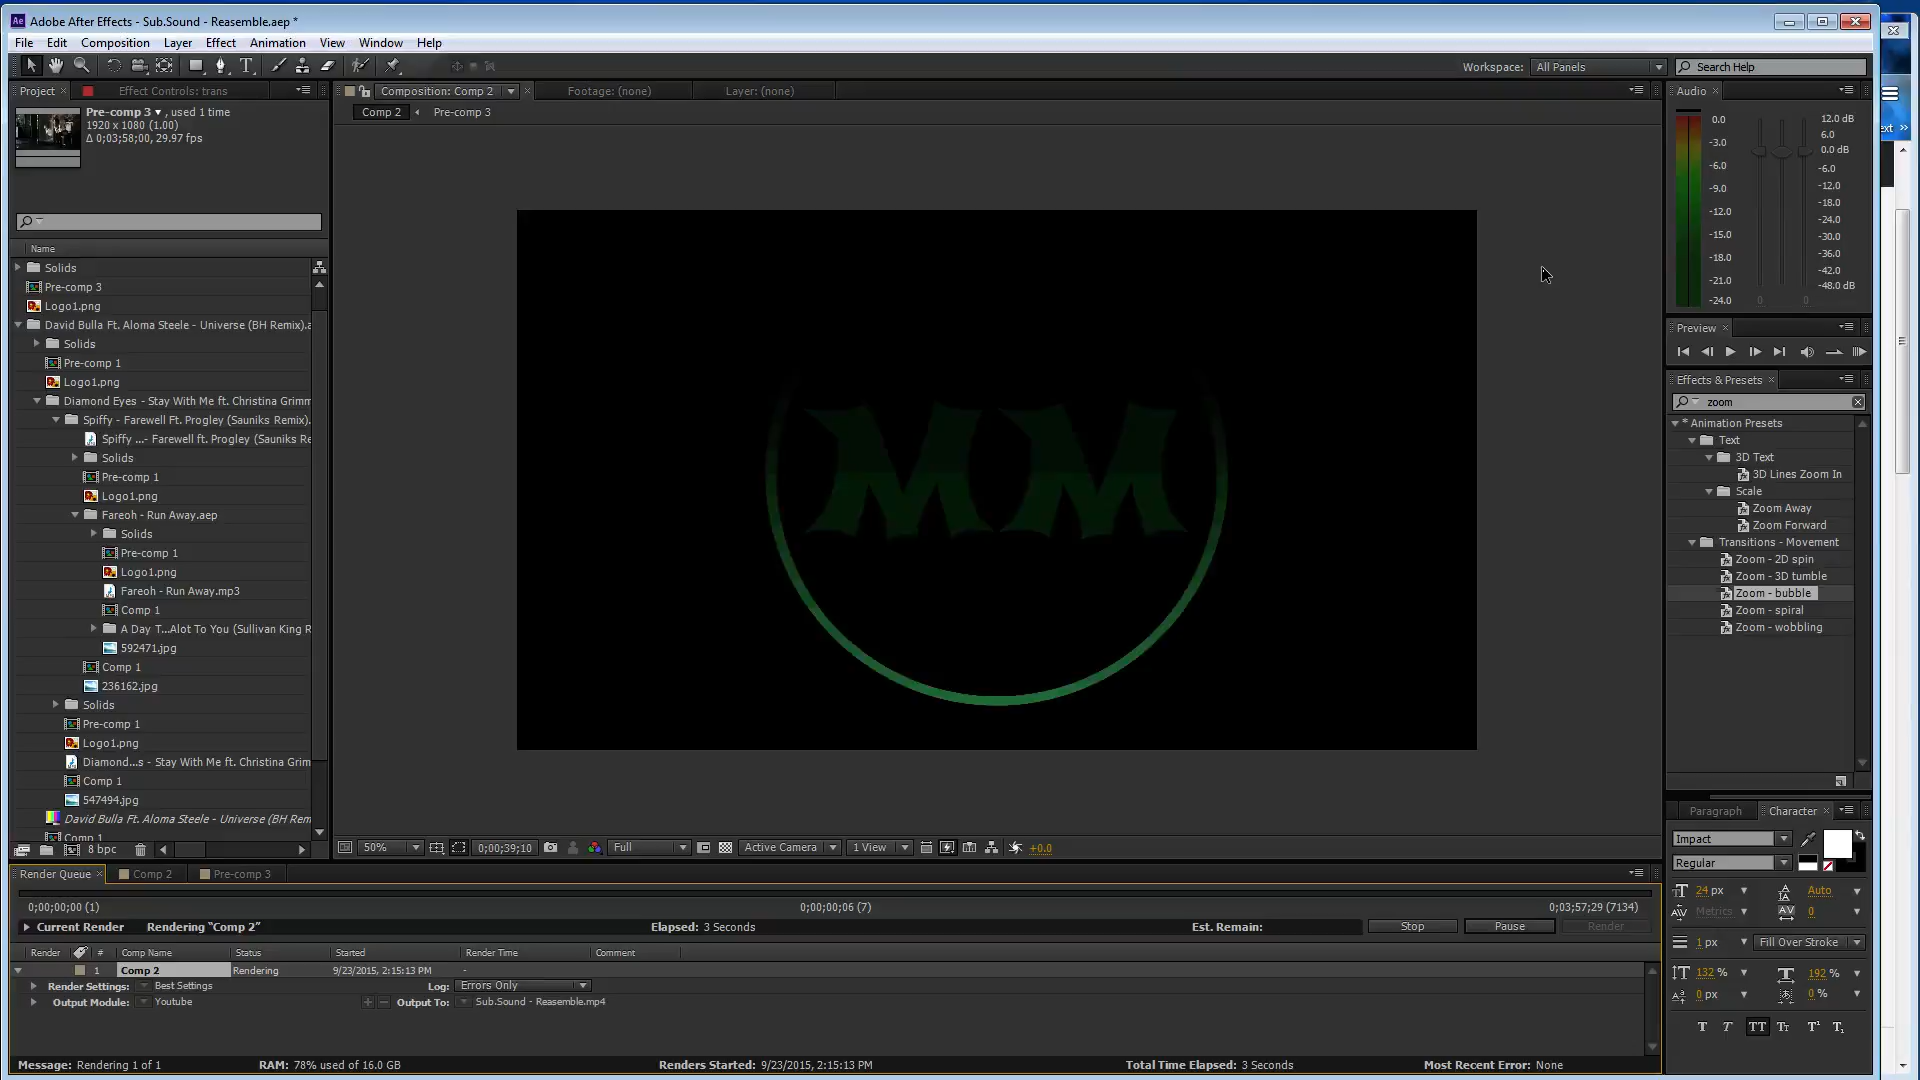 Ae Adobe After Effects - Sub.Sound - Reasemble.aep *
File Edit Composition Layer Effect Animation View Window Help
Workspace: All Panels Search Help
Project Effect Controls: trans
Pre-comp 3 , used 1 time
1920 x 1080 (1.00)
Δ 0;03;58;00, 29.97 fps
Name
Solids
Pre-comp 3
Logo1.png
David Bulla Ft. Aloma Steele - Universe (BH Remix).a
Solids
Pre-comp 1
Logo1.png
Diamond Eyes - Stay With Me ft. Christina Grimm
Spiffy - Farewell Ft. Progley (Sauniks Remix).
Spiffy ...- Farewell ft. Progley (Sauniks Re
Solids
Pre-comp 1
Logo1.png
Fareoh - Run Away.aep
Solids
Pre-comp 1
Logo1.png
Fareoh - Run Away.mp3
Comp 1
A Day T...Alot To You (Sullivan King R
592471.jpg
Comp 1
236162.jpg
Solids
Pre-comp 1
Logo1.png
Diamond...s - Stay With Me ft. Christina Grim
Comp 1
547494.jpg
David Bulla Ft. Aloma Steele - Universe (BH Rem
Comp 1
8 bpc
Composition: Comp 2 Footage: (none) Layer: (none)
Comp 2 Pre-comp 3
MM
50% 0;00;39;10 Full Active Camera 1 View +0.0
Audio
0.0
-3.0
-6.0
-9.0
-12.0
-15.0
-18.0
-21.0
-24.0
12.0 dB
6.0
0.0 dB
-6.0
-12.0
-18.0
-24.0
-30.0
-36.0
-42.0
-48.0 dB
0 0
Preview
Effects & Presets
zoom
* Animation Presets
Text
3D Text
3D Lines Zoom In
Scale
Zoom Away
Zoom Forward
Transitions - Movement
Zoom - 2D spin
Zoom - 3D tumble
Zoom - bubble
Zoom - spiral
Zoom - wobbling
Paragraph Character
Impact
Regular
24 px Auto
Metrics 0
1 px Fill Over Stroke
132 % 192 %
0 px 0 %
T T TT Tt T¹ T₁
ext »
Render Queue Comp 2 Pre-comp 3
0;00;00;00 (1) 0;00;00;06 (7) 0;03;57;29 (7134)
Current Render Rendering "Comp 2" Elapsed: 3 Seconds Est. Remain: Stop Pause Render
Render # Comp Name Status Started Render Time Comment
1 Comp 2 Rendering 9/23/2015, 2:15:13 PM -
Render Settings: Best Settings Log: Errors Only
Output Module: Youtube Output To: Sub.Sound - Reasemble.mp4
Message: Rendering 1 of 1 RAM: 78% used of 16.0 GB Renders Started: 9/23/2015, 2:15:13 PM Total Time Elapsed: 3 Seconds Most Recent Error: None